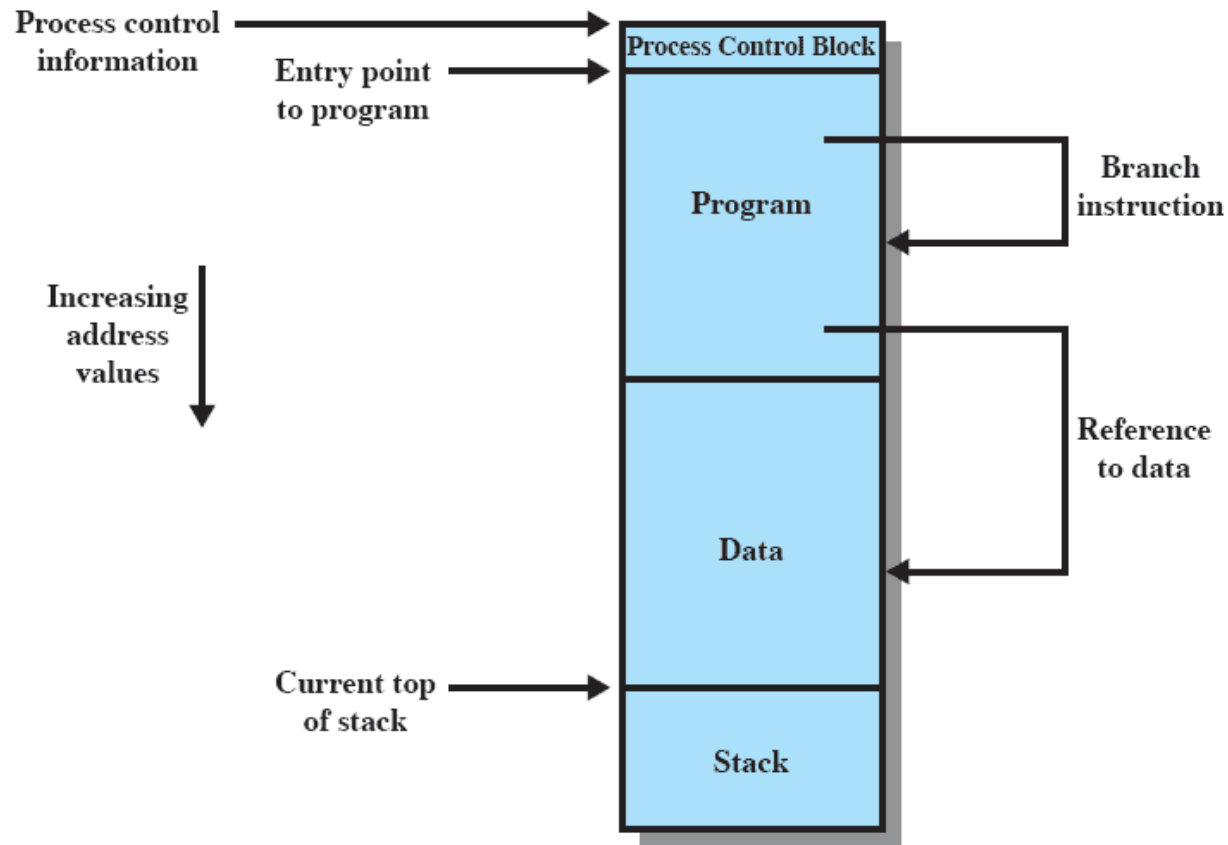 Process control
information
Process Control Block
Entry point
to program
Program
Branch
instruction
Increasing
address
values
Reference
to data
Data
Current top
of stack
Stack